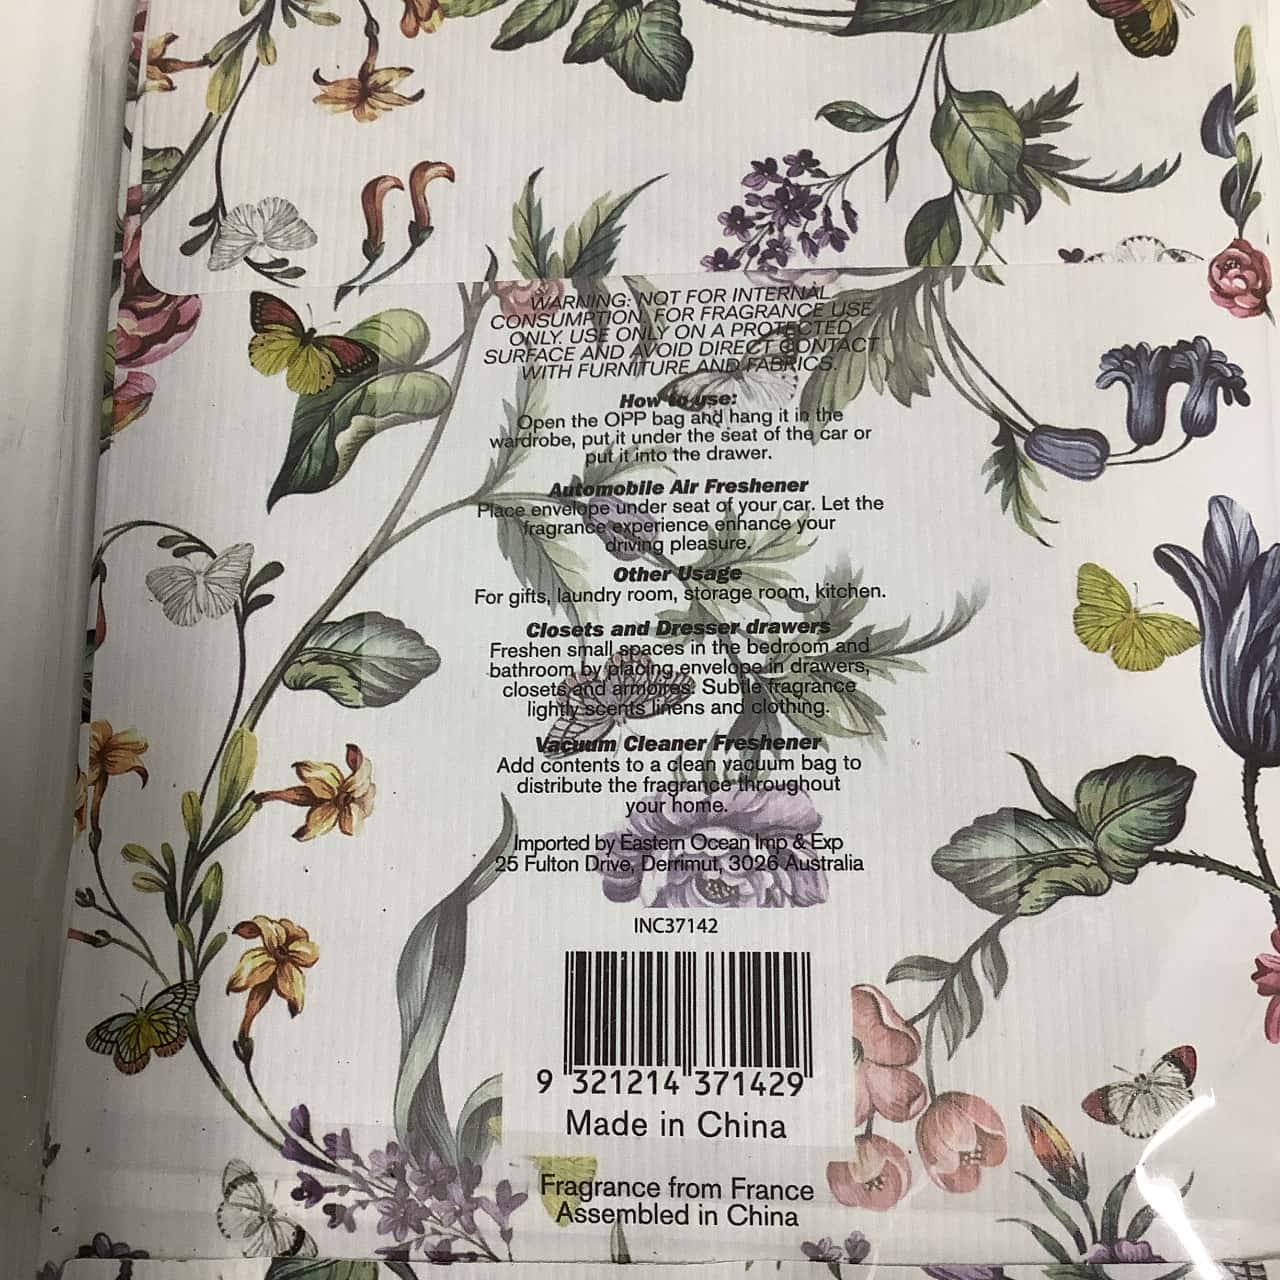 WARNING: NOT FOR INTERNAL
CONSUMPTION. FOR FRAGRANCE USE
ONLY. USE ONLY ON A PROTECTED
SURFACE AND AVOID DIRECT CONTACT
WITH FURNITURE AND FABRICS.
How to use:
Open the OPP bag and hang it in the
wardrobe, put it under the seat of the car or
put it into the drawer.
Automobile Air Freshener
Place envelope under seat of your car. Let the
fragrance experience enhance your
driving pleasure.
Other Usage
For gifts, laundry room, storage room, kitchen.
Closets and Dresser drawers
Freshen small spaces in the bedroom and
bathroom by placing envelope in drawers,
closets and armoires. Subtle fragrance
lightly scents linens and clothing.
Vacuum Cleaner Freshener
Add contents to a clean vacuum bag to
distribute the fragrance throughout
your home.
Imported by Eastern Ocean Imp & Exp
25 Fulton Drive, Derrimut, 3026 Australia
INC37142
9 321214 371429
Made in China
Fragrance from France
Assembled in China